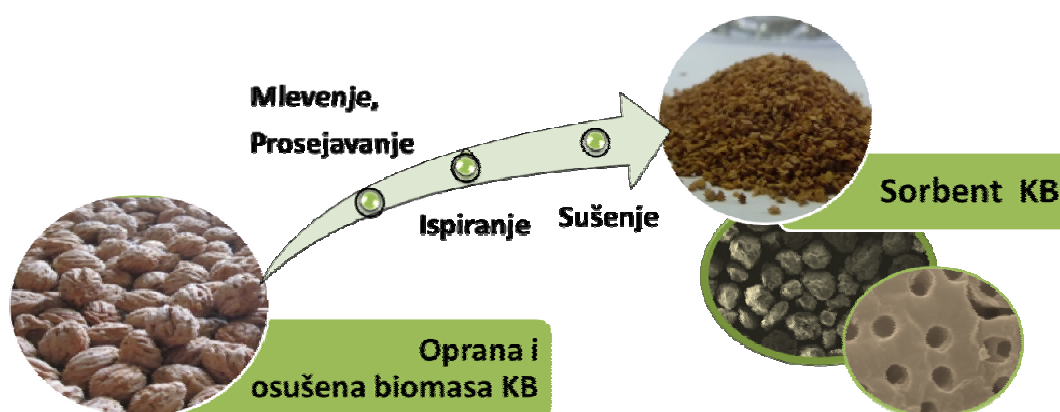 Mlevenje,
Prosejavanje
Ispiranje
Sušenje
Sorbent KB
Oprana i
osušena biomasa KB